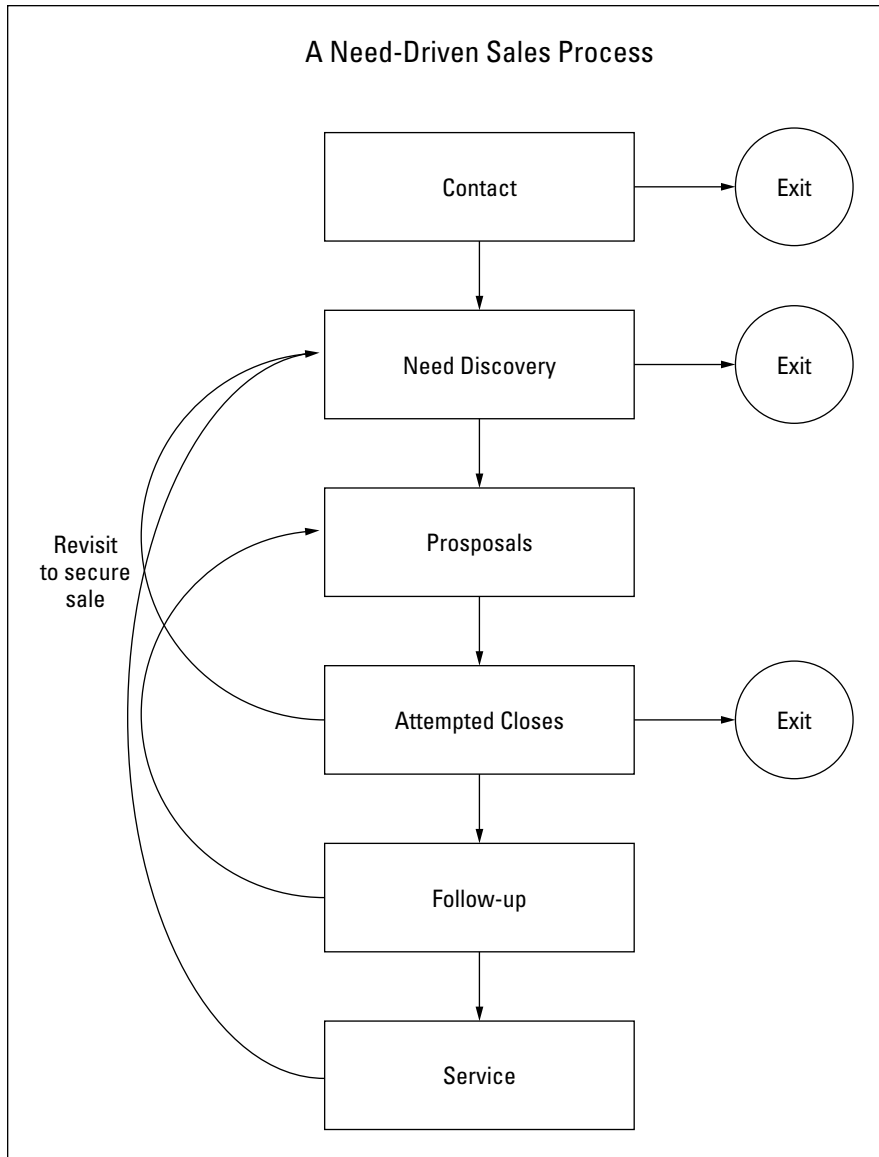 A Need-Driven Sales Process
Contact
Exit
Need Discovery
Exit
Prosposals
Revisit
to secure
sale
Attempted Closes
Exit
Follow-up
Service